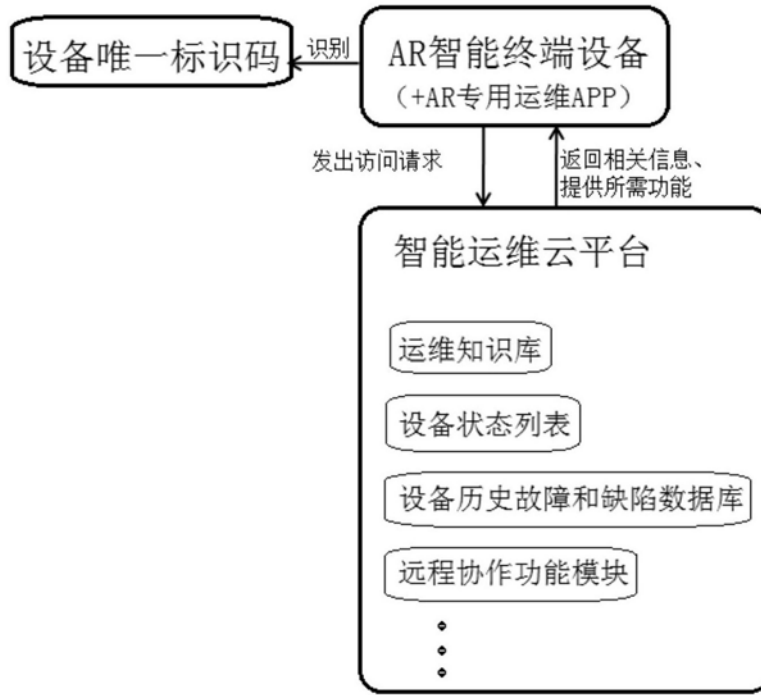 设备唯一标识码
识别
AR智能终端设备
（+AR专用运维APP）
发出访问请求
返回相关信息、
提供所需功能
智能运维云平台
运维知识库
设备状态列表
设备历史故障和缺陷数据库
远程协作功能模块